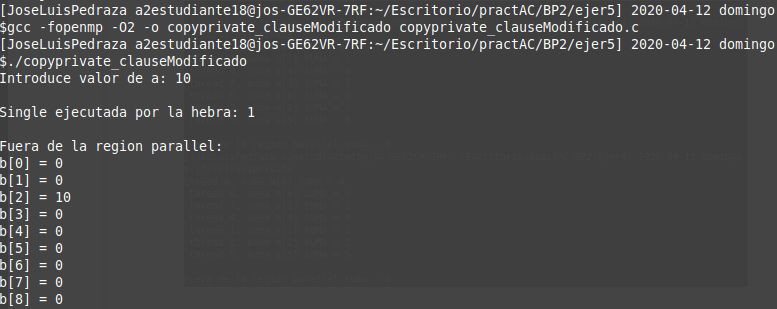 [JoseLuisPedraza a2estudiante18@jos-GE62VR-7RF:~/Escritorio/practAC/BP2/ejer5] 2020-04-12 domingo
$gcc -fopenmp -O2 -o copyprivate_clauseModificado copyprivate_clauseModificado.c
[JoseLuisPedraza a2estudiante18@jos-GE62VR-7RF:~/Escritorio/practAC/BP2/ejer5] 2020-04-12 domingo
$./copyprivate_clauseModificado
Introduce valor de a: 10
Single ejecutada por la hebra: 1
Fuera de la region parallel:
b[0] = 0
b[1] = 0
b[2] = 10
b[3] = 0
b[4] = 0
b[5] = 0
b[6] = 0
b[7] = 0
b[8] = 0